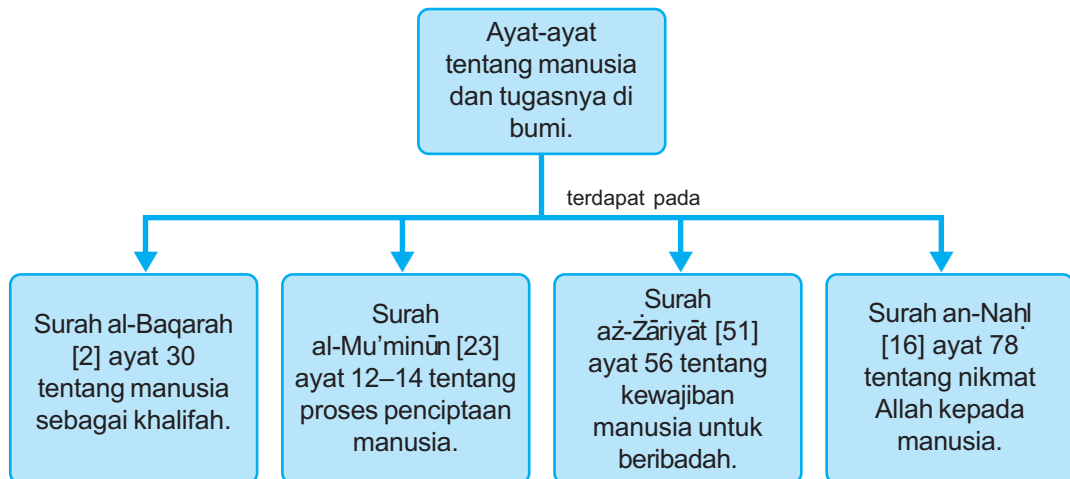 Ayat-ayat
tentang manusia
dan tugasnya di
bumi.
terdapat pada
Surah al-Baqarah
[2] ayat 30
tentang manusia
sebagai khalifah.
Surah
al-Mu’minūn [23]
ayat 12–14 tentang
proses penciptaan
manusia.
Surah
aż-Żāriyāt [51]
ayat 56 tentang
kewajiban
manusia untuk
beribadah.
Surah an-Naḥl
[16] ayat 78
tentang nikmat
Allah kepada
manusia.